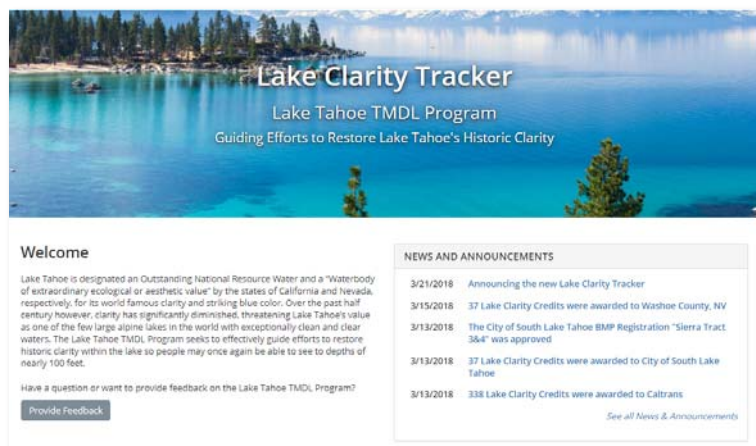 Lake Clarity Tracker
Lake Tahoe TMDL Program
Guiding Efforts to Restore Lake Tahoe's Historic Clarity
Welcome
Lake Tahoe is designated an Outstanding National Resource Water and a "Waterbody
of extraordinary ecological or aesthetic value" by the states of California and Nevada,
respectively, for its world famous clarity and striking blue color. Over the past half
century however, clarity has significantly diminished, threatening Lake Tahoe's value
as one of the few large alpine lakes in the world with exceptionally clean and clear
waters. The Lake Tahoe TMDL Program seeks to effectively guide efforts to restore
historic clarity within the lake so people may once again be able to see to depths of
nearly 100 feet.
Have a question or want to provide feedback on the Lake Tahoe TMDL Program?
Provide Feedback
NEWS AND ANNOUNCEMENTS
3/21/2018 Announcing the new Lake Clarity Tracker
3/15/2018 37 Lake Clarity Credits were awarded to Washoe County, NV
3/13/2018 The City of South Lake Tahoe BMP Registration "Sierra Tract
3&4" was approved
3/13/2018 37 Lake Clarity Credits were awarded to City of South Lake
Tahoe
3/13/2018 338 Lake Clarity Credits were awarded to Caltrans
See all News & Announcements